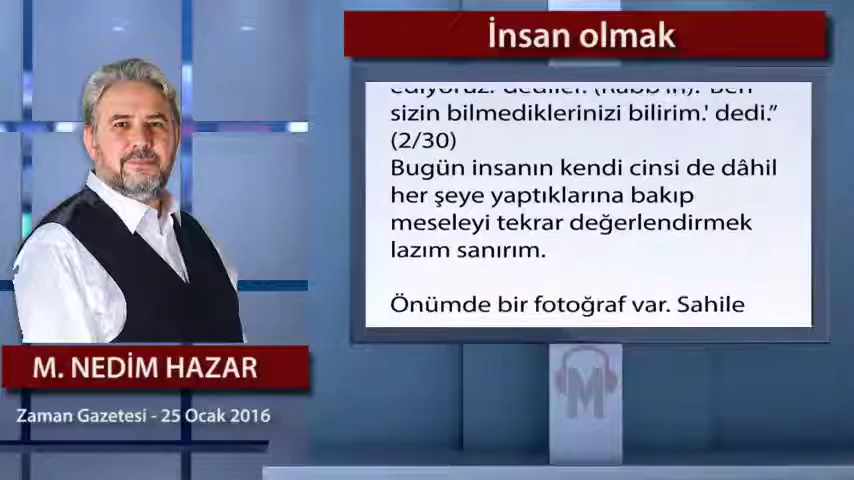 İnsan olmak
sizin bilmediklerinizi bilirim.' dedi.”
(2/30)
Bugün insanın kendi cinsi de dâhil
her şeye yaptıklarına bakıp
meseleyi tekrar değerlendirmek
lazım sanırım.
Önümde bir fotoğraf var. Sahile
M. NEDİM HAZAR
Zaman Gazetesi - 25 Ocak 2016
M